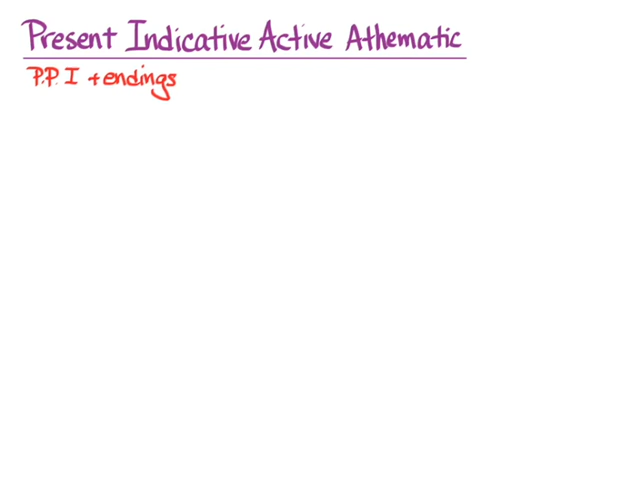 Present Indicative Active Athematic
P.P. I + endings